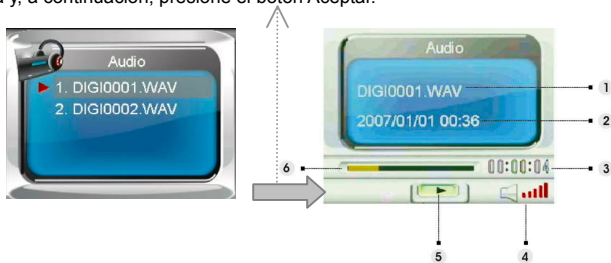 a y, a continuación, presione el botón Aceptar.
Audio
1. DIGI0001.WAV
2. DIGI0002.WAV
Audio
DIGI0001.WAV
2007/01/01 00:36
00:00:04
1
2
3
4
5
6